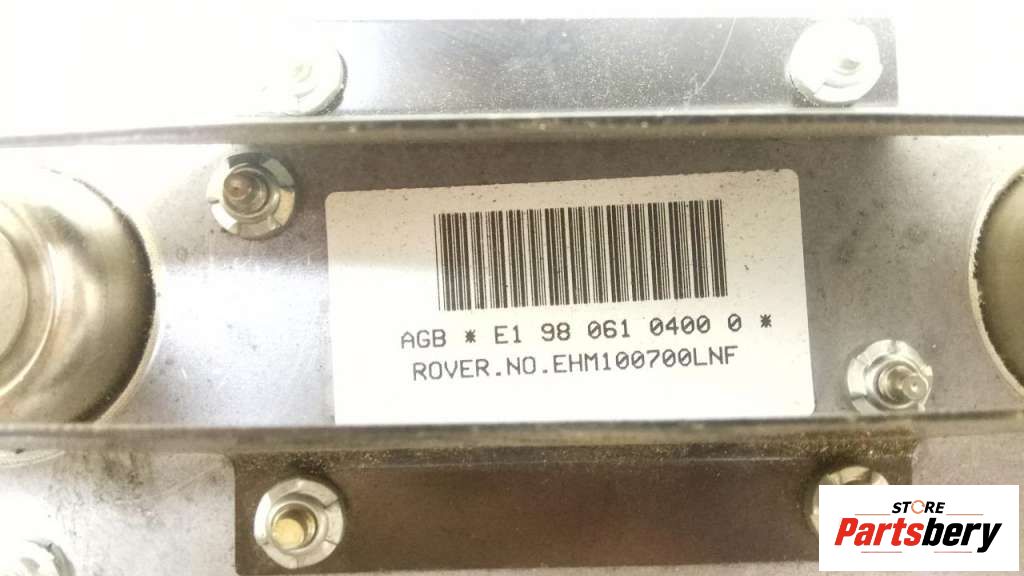 AGB * E1 98 061 0400 0 *
ROVER.NO.EHM100700LNF
STORE
Partsbery